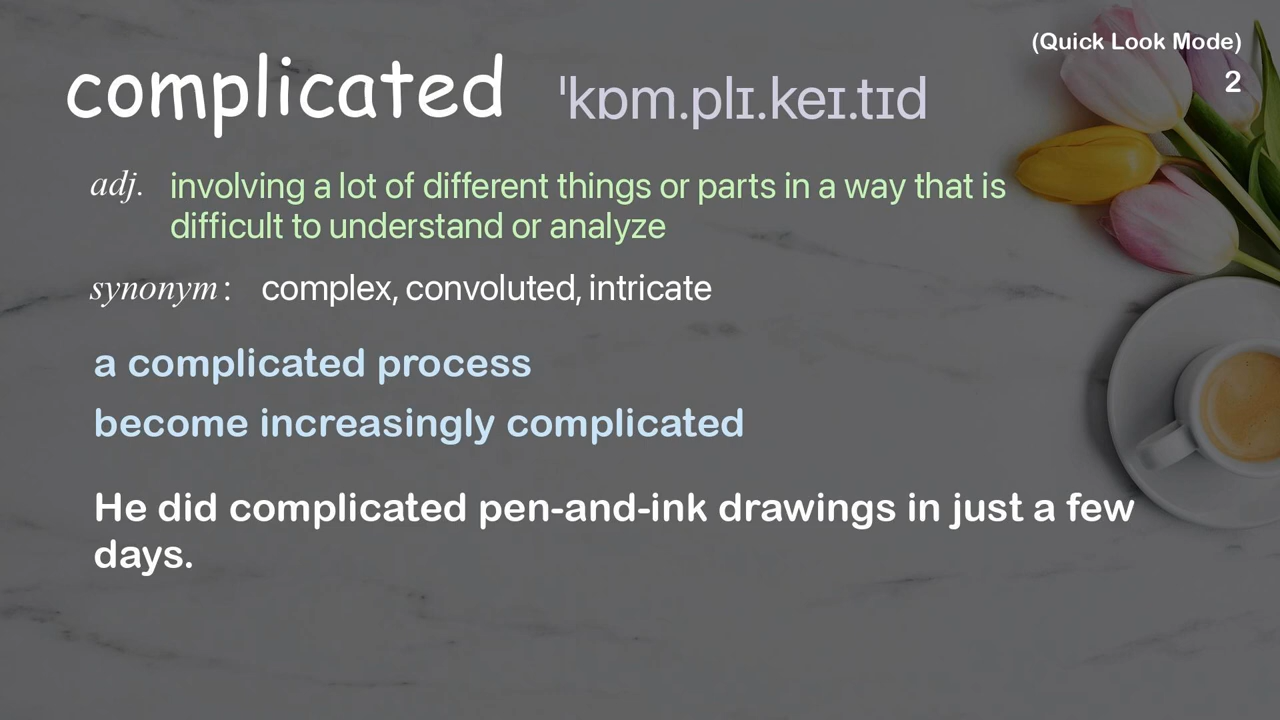 (Quick Look Mode)
complicated ˈkɒm.plɪ.keɪ.tɪd
2
adj. involving a lot of different things or parts in a way that is
difficult to understand or analyze
synonym: complex, convoluted, intricate
a complicated process
become increasingly complicated
He did complicated pen-and-ink drawings in just a few
days.